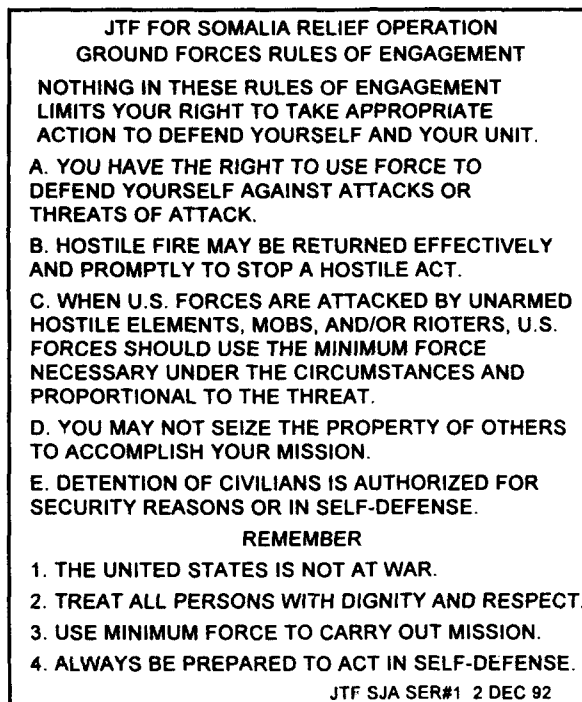 JTF FOR SOMALIA RELIEF OPERATION
GROUND FORCES RULES OF ENGAGEMENT
NOTHING IN THESE RULES OF ENGAGEMENT
LIMITS YOUR RIGHT TO TAKE APPROPRIATE
ACTION TO DEFEND YOURSELF AND YOUR UNIT.
A. YOU HAVE THE RIGHT TO USE FORCE TO
DEFEND YOURSELF AGAINST ATTACKS OR
THREATS OF ATTACK.
B. HOSTILE FIRE MAY BE RETURNED EFFECTIVELY
AND PROMPTLY TO STOP A HOSTILE ACT.
C. WHEN U.S. FORCES ARE ATTACKED BY UNARMED
HOSTILE ELEMENTS, MOBS, AND/OR RIOTERS, U.S.
FORCES SHOULD USE THE MINIMUM FORCE
NECESSARY UNDER THE CIRCUMSTANCES AND
PROPORTIONAL TO THE THREAT.
D. YOU MAY NOT SEIZE THE PROPERTY OF OTHERS
TO ACCOMPLISH YOUR MISSION.
E. DETENTION OF CIVILIANS IS AUTHORIZED FOR
SECURITY REASONS OR IN SELF-DEFENSE.
REMEMBER
1. THE UNITED STATES IS NOT AT WAR.
2. TREAT ALL PERSONS WITH DIGNITY AND RESPECT.
3. USE MINIMUM FORCE TO CARRY OUT MISSION.
4. ALWAYS BE PREPARED TO ACT IN SELF-DEFENSE.
JTF SJA SER#1 2 DEC 92